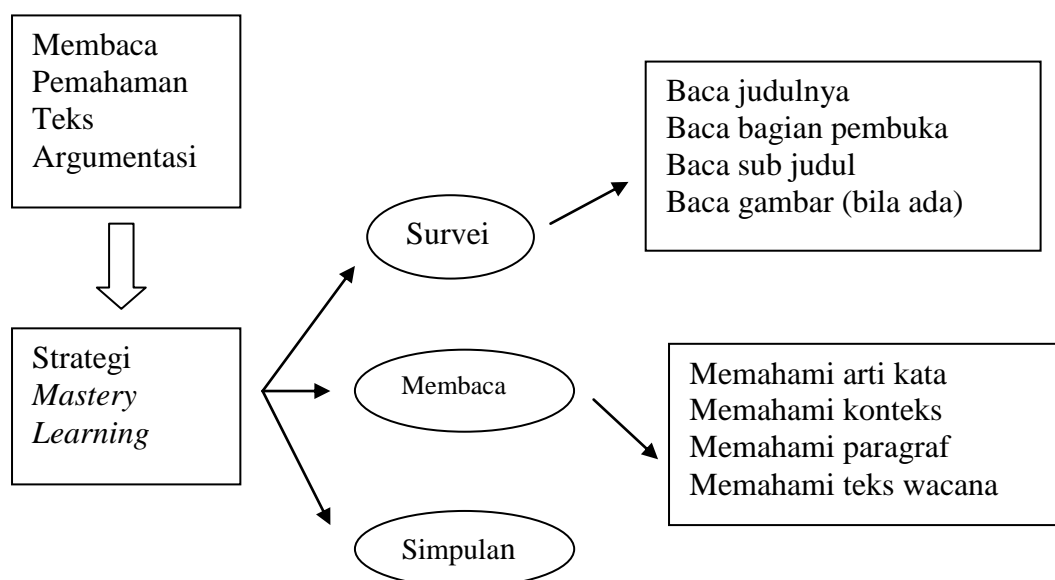 Membaca
Pemahaman
Teks
Argumentasi
Strategi
Mastery
Learning
Survei
Membaca
Simpulan
Baca judulnya
Baca bagian pembuka
Baca sub judul
Baca gambar (bila ada)
Memahami arti kata
Memahami konteks
Memahami paragraf
Memahami teks wacana